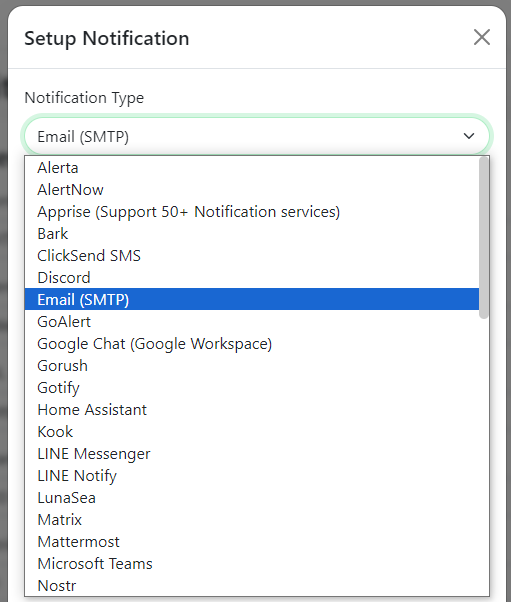 Setup Notification
Notification Type
Email (SMTP)
Alerta
AlertNow
Apprise (Support 50+ Notification services)
Bark
ClickSend SMS
Discord
Email (SMTP)
GoAlert
Google Chat (Google Workspace)
Gorush
Gotify
Home Assistant
Kook
LINE Messenger
LINE Notify
LunaSea
Matrix
Mattermost
Microsoft Teams
Nostr